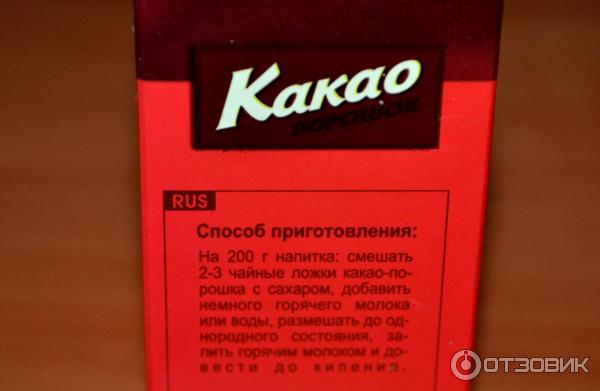 Какао
порошок
RUS
Способ приготовления:
На 200 г напитка: смешать
2-3 чайные ложки какао-по-
рошка с сахаром, добавить
немного горячего молока
или воды, размешать до од-
нородного состояния, за-
лить горячим молоком и до-
вести до кипения.
ОТЗОВИК